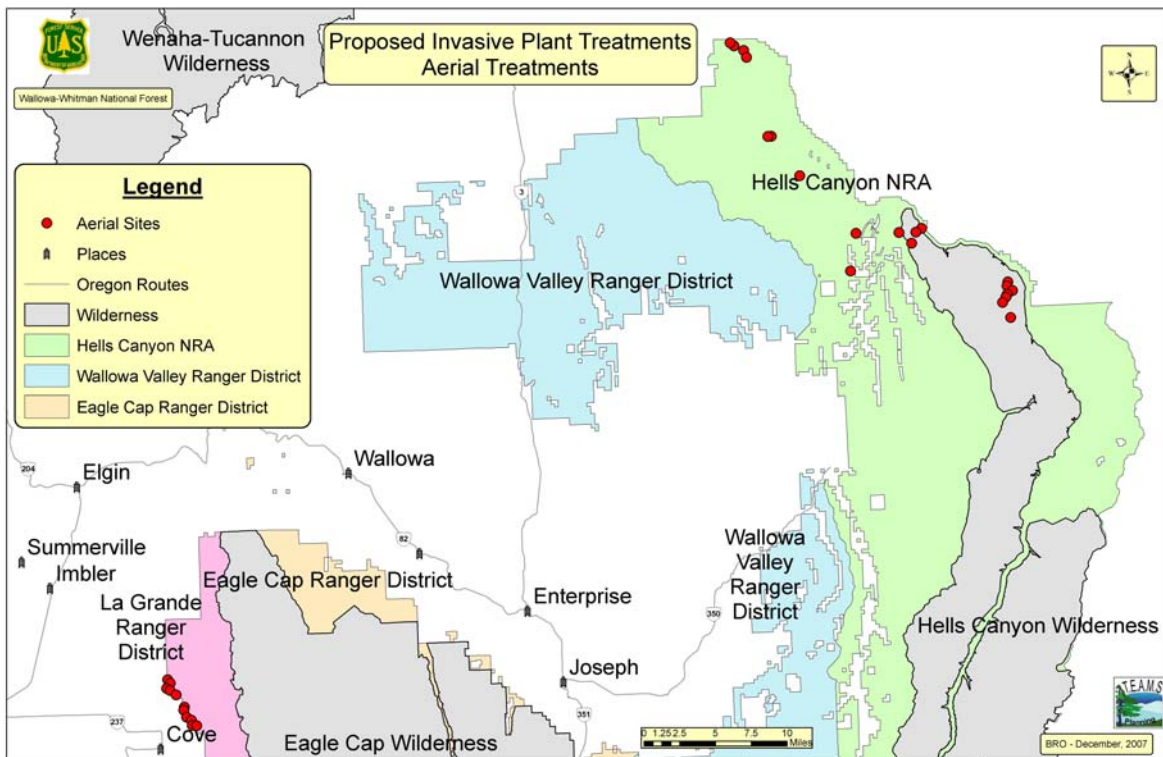 Proposed Invasive Plant Treatments
Aerial Treatments
UAS
Wallowa-Whitman National Forest
Wenaha-Tucannon
Wilderness
N
W
E
S
Legend
Aerial Sites
Places
Oregon Routes
Wilderness
Hells Canyon NRA
Wallowa Valley Ranger District
Eagle Cap Ranger District
3
Hells Canyon NRA
Wallowa Valley Ranger District
204
Elgin
Wallowa
82
Summerville
Imbler
Eagle Cap Ranger District
La Grande
Ranger
District
Enterprise
Wallowa
Valley
Ranger
District
350
Hells Canyon Wilderness
Joseph
351
237
Cove
Eagle Cap Wilderness
0 1.25 2.5 5 7.5 10
Miles
TEAMS
Planning
BRO - December, 2007